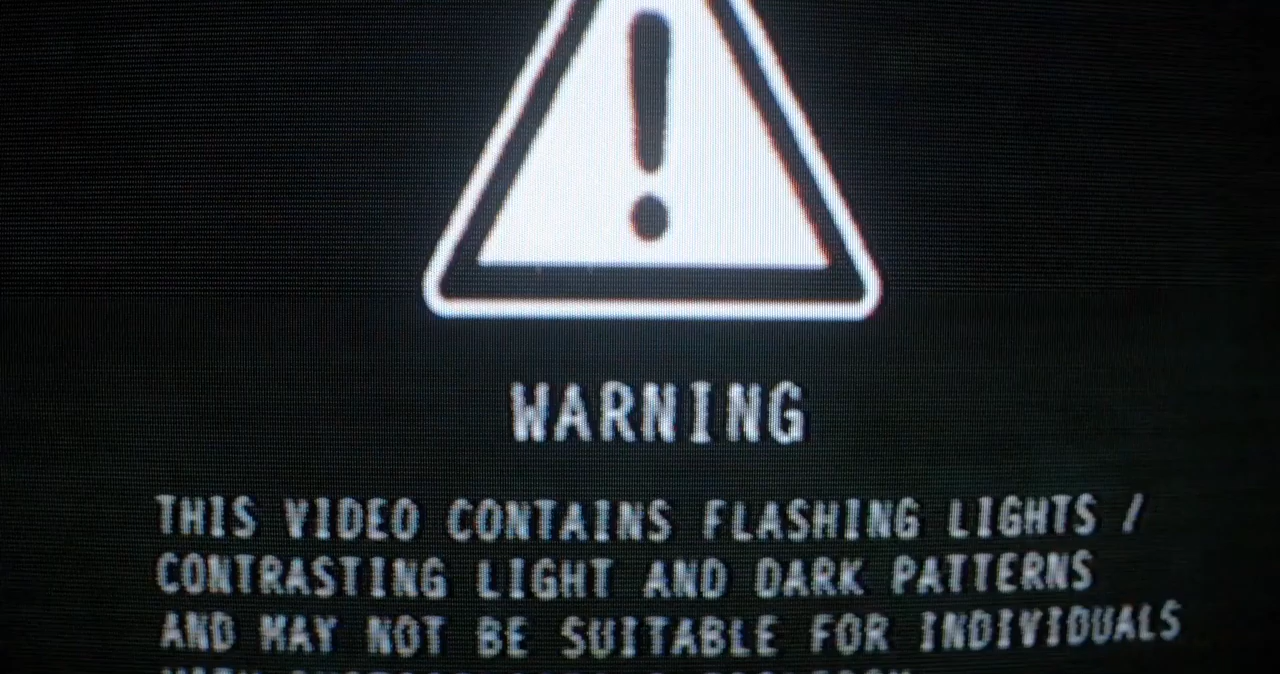 WARNING
THIS VIDEO CONTAINS FLASHING LIGHTS /
CONTRASTING LIGHT AND DARK PATTERNS
AND MAY NOT BE SUITABLE FOR INDIVIDUALS